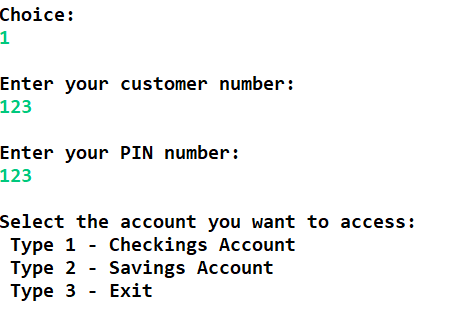 Choice:
1
Enter your customer number:
123
Enter your PIN number:
123
Select the account you want to access:
Type 1 - Checkings Account
Type 2 - Savings Account
Type 3 - Exit